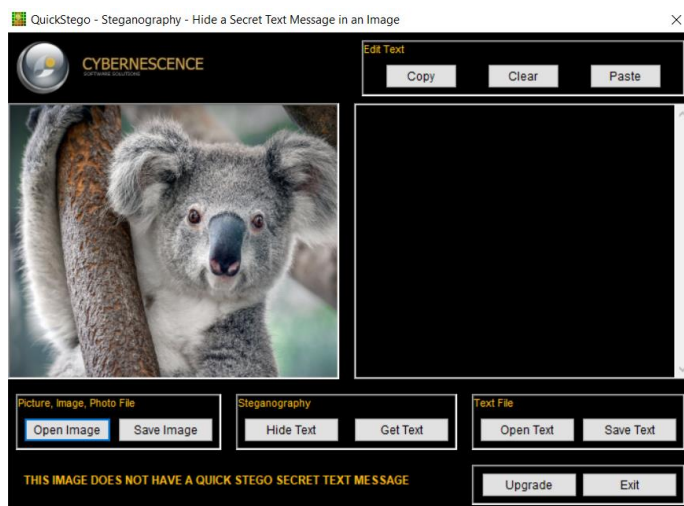 QuickStego - Steganography - Hide a Secret Text Message in an Image
CYBERNESCENCE
SOFTWARE SOLUTIONS
Edit Text
Copy Clear Paste
Picture, Image, Photo File
Open Image Save Image
Steganography
Hide Text Get Text
Text File
Open Text Save Text
THIS IMAGE DOES NOT HAVE A QUICK STEGO SECRET TEXT MESSAGE
Upgrade Exit